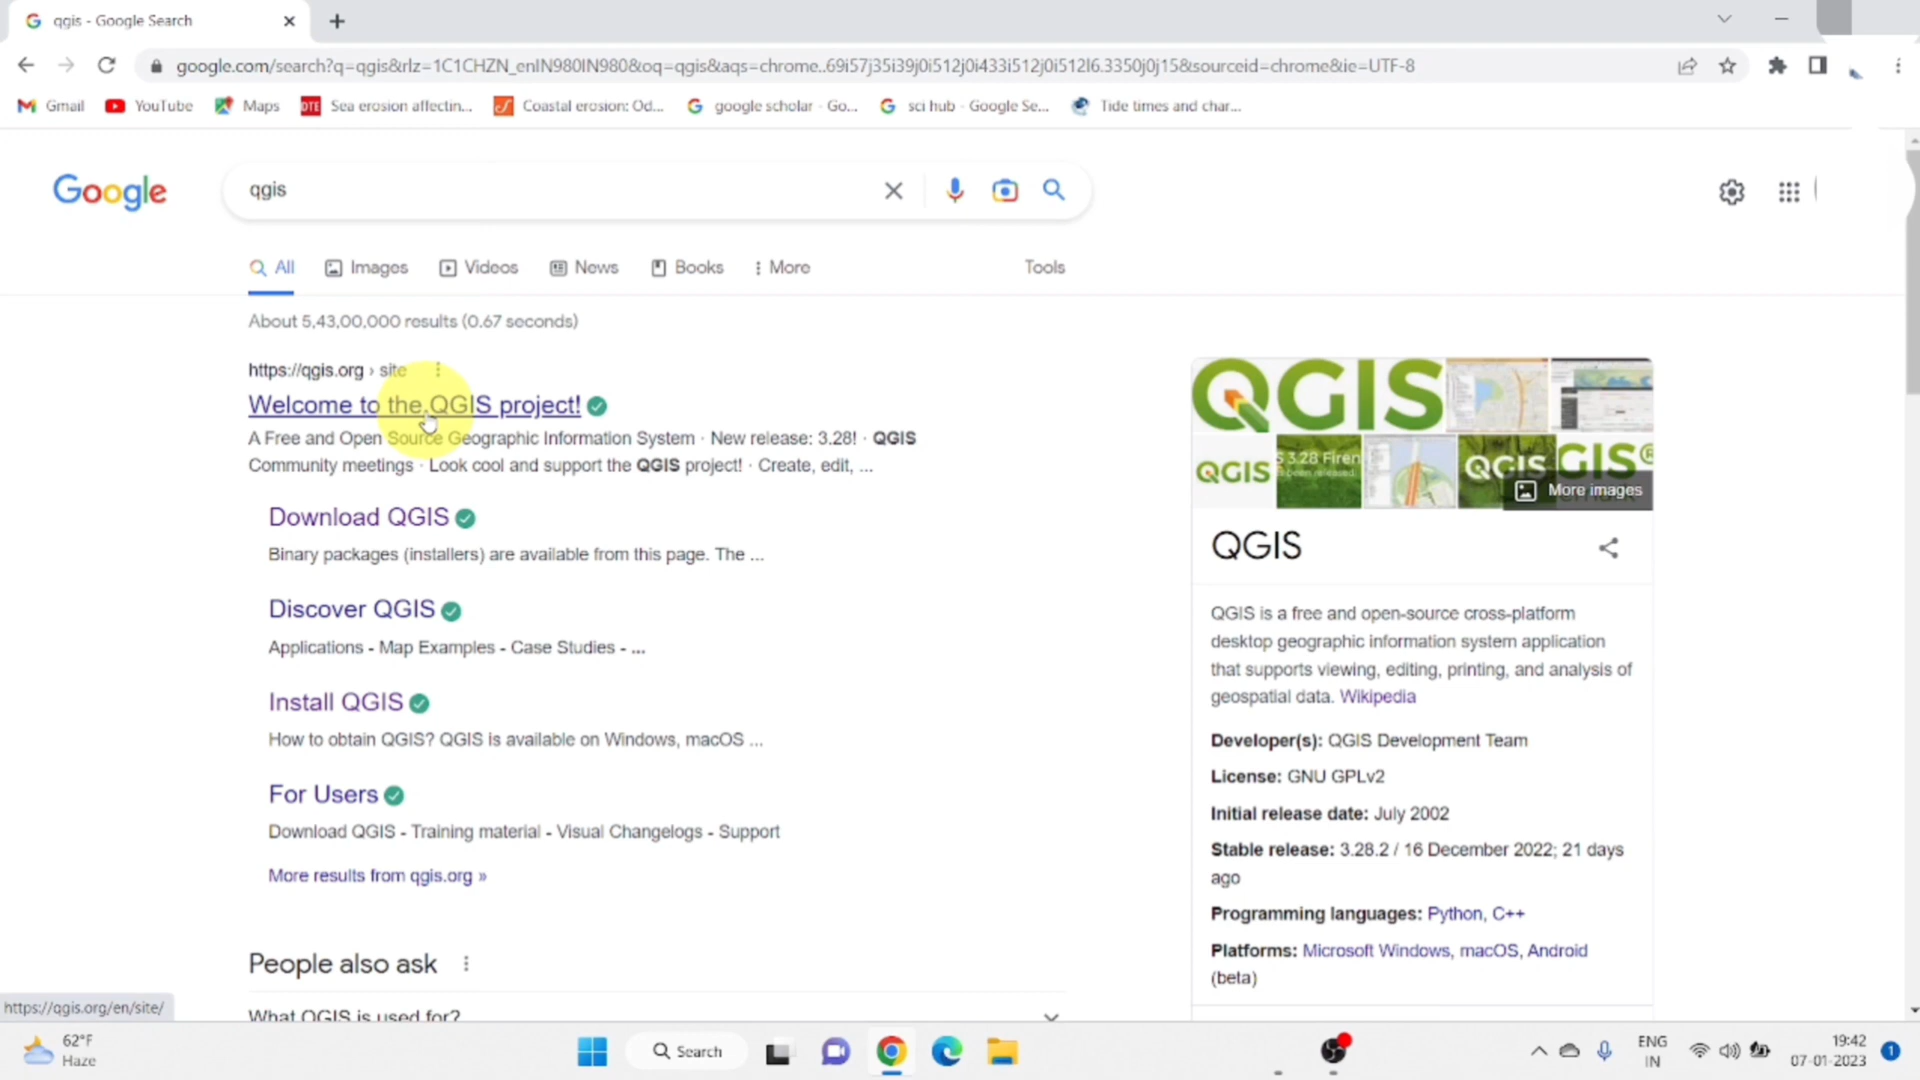 qgis - Google Search
google.com/search?q=qgis&rlz=1C1CHZN_enIN980IN980&oq=qgis&aqs=chrome..69i57j35i39j0i512j0i433i512j0i512l6.3350j0j15&sourceid=chrome&ie=UTF-8
Gmail YouTube Maps DTE Sea erosion affectin... Coastal erosion: Od... google scholar - Go... sci hub - Google Se... Tide times and char...
Google qgis
All Images Videos News Books More Tools
About 5,43,00,000 results (0.67 seconds)
https://qgis.org › site
Welcome to the QGIS project!
A Free and Open Source Geographic Information System · New release: 3.28! · QGIS
Community meetings · Look cool and support the QGIS project! · Create, edit, ...
Download QGIS
Binary packages (installers) are available from this page. The ...
Discover QGIS
Applications - Map Examples - Case Studies - ...
Install QGIS
How to obtain QGIS? QGIS is available on Windows, macOS ...
For Users
Download QGIS - Training material - Visual Changelogs - Support
More results from qgis.org »
People also ask
What QGIS is used for?
QGIS
QGIS S 3.28 Firen QGIS GIS
More images
QGIS
QGIS is a free and open-source cross-platform
desktop geographic information system application
that supports viewing, editing, printing, and analysis of
geospatial data. Wikipedia
Developer(s): QGIS Development Team
License: GNU GPLv2
Initial release date: July 2002
Stable release: 3.28.2 / 16 December 2022; 21 days
ago
Programming languages: Python, C++
Platforms: Microsoft Windows, macOS, Android
(beta)
https://qgis.org/en/site/
62°F
Haze
Search
ENG
IN
19:42
07-01-2023
1